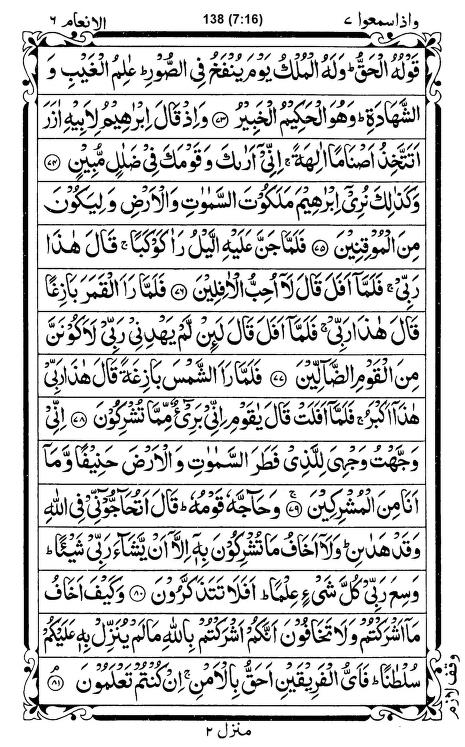 واذاسمعوا ٧ 138 (7:16) الانعام ٦
قَوْلُهُ الْحَقُّ ؕ وَلَهُ الْمُلْكُ يَوْمَ يُنْفَخُ فِى الصُّوْرِ ؕ عٰلِمُ الْغَيْبِ وَ
الشَّهَادَةِ ؕ وَهُوَ الْحَكِيْمُ الْخَبِيْرُ ﴿٧٣﴾ وَاِذْ قَالَ اِبْرٰهِيْمُ لِاَبِيْهِ اٰزَرَ
اَتَتَّخِذُ اَصْنَامًا اٰلِهَةً ۚ اِنِّىْۤ اَرٰىكَ وَقَوْمَكَ فِىْ ضَلٰلٍ مُّبِيْنٍ ﴿٧٤﴾
وَكَذٰلِكَ نُرِىْۤ اِبْرٰهِيْمَ مَلَكُوْتَ السَّمٰوٰتِ وَالْاَرْضِ وَلِيَكُوْنَ
مِنَ الْمُوْقِنِيْنَ ﴿٧٥﴾ فَلَمَّا جَنَّ عَلَيْهِ الَّيْلُ رَاٰ كَوْكَبًا ۚ قَالَ هٰذَا
رَبِّىْ ۚ فَلَمَّاۤ اَفَلَ قَالَ لَاۤ اُحِبُّ الْاٰفِلِيْنَ ﴿٧٦﴾ فَلَمَّا رَاَ الْقَمَرَ بَازِغًا
قَالَ هٰذَا رَبِّىْ ۚ فَلَمَّاۤ اَفَلَ قَالَ لَئِنْ لَّمْ يَهْدِنِىْ رَبِّىْ لَاَكُوْنَنَّ
مِنَ الْقَوْمِ الضَّآلِّيْنَ ﴿٧٧﴾ فَلَمَّا رَاَ الشَّمْسَ بَازِغَةً قَالَ هٰذَا رَبِّىْ
هٰذَاۤ اَكْبَرُ ۚ فَلَمَّاۤ اَفَلَتْ قَالَ يٰقَوْمِ اِنِّىْ بَرِىْٓءٌ مِّمَّا تُشْرِكُوْنَ ﴿٧٨﴾ اِنِّىْ
وَجَّهْتُ وَجْهِىَ لِلَّذِىْ فَطَرَ السَّمٰوٰتِ وَالْاَرْضَ حَنِيْفًا وَّمَاۤ
اَنَا مِنَ الْمُشْرِكِيْنَ ۚ ﴿٧٩﴾ وَحَآجَّهٗ قَوْمُهٗ ؕ قَالَ اَتُحَآجُّوْٓنِّىْ فِى اللّٰهِ
وَقَدْ هَدٰىنِ ؕ وَلَاۤ اَخَافُ مَا تُشْرِكُوْنَ بِهٖۤ اِلَّاۤ اَنْ يَّشَآءَ رَبِّىْ شَيْئًا ؕ
وَسِعَ رَبِّىْ كُلَّ شَىْءٍ عِلْمًا ؕ اَفَلَا تَتَذَكَّرُوْنَ ﴿٨٠﴾ وَكَيْفَ اَخَافُ
مَاۤ اَشْرَكْتُمْ وَلَا تَخَافُوْنَ اَنَّكُمْ اَشْرَكْتُمْ بِاللّٰهِ مَا لَمْ يُنَزِّلْ بِهٖ عَلَيْكُمْ
سُلْطٰنًا ؕ فَاَىُّ الْفَرِيْقَيْنِ اَحَقُّ بِالْاَمْنِ ۚ اِنْ كُنْتُمْ تَعْلَمُوْنَ ۘ ﴿٨١﴾
وقف لازم
منزل ٢